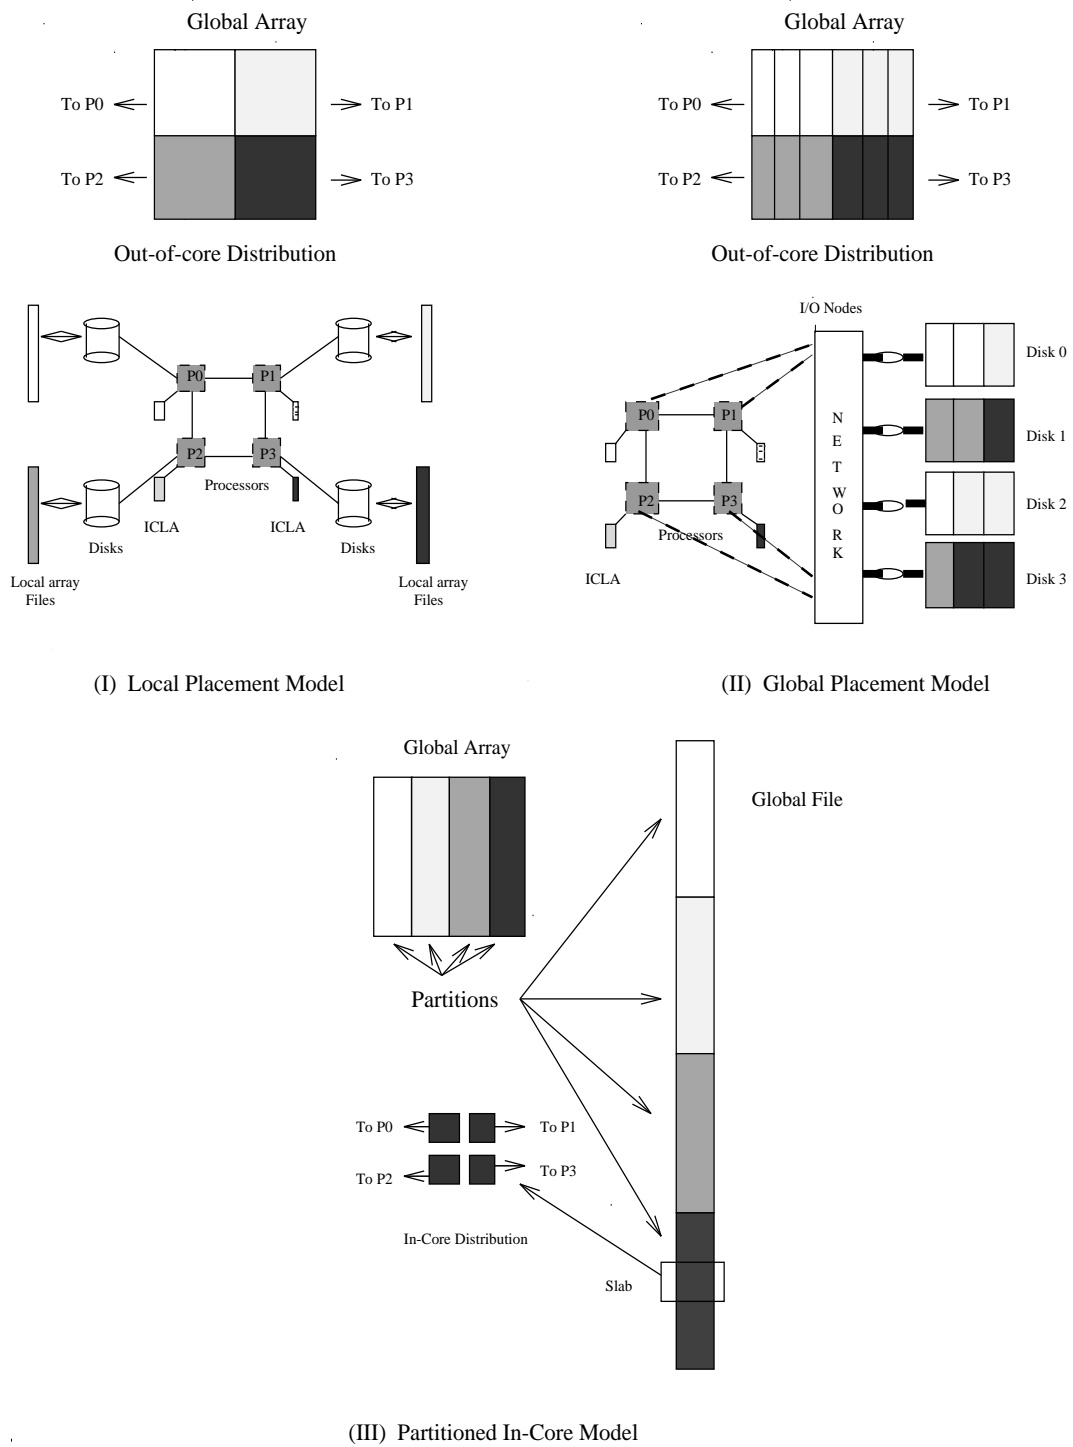 Global Array
To P0
To P1
To P2
To P3
Out-of-core Distribution
P0
P1
P2
P3
Processors
ICLA
ICLA
Disks
Disks
Local array
Files
Local array
Files
(I) Local Placement Model
Global Array
To P0
To P1
To P2
To P3
Out-of-core Distribution
I/O Nodes
P0
P1
P2
P3
Processors
ICLA
NETWORK
Disk 0
Disk 1
Disk 2
Disk 3
(II) Global Placement Model
Global Array
Global File
Partitions
To P0
To P1
To P2
To P3
In-Core Distribution
Slab
(III) Partitioned In-Core Model